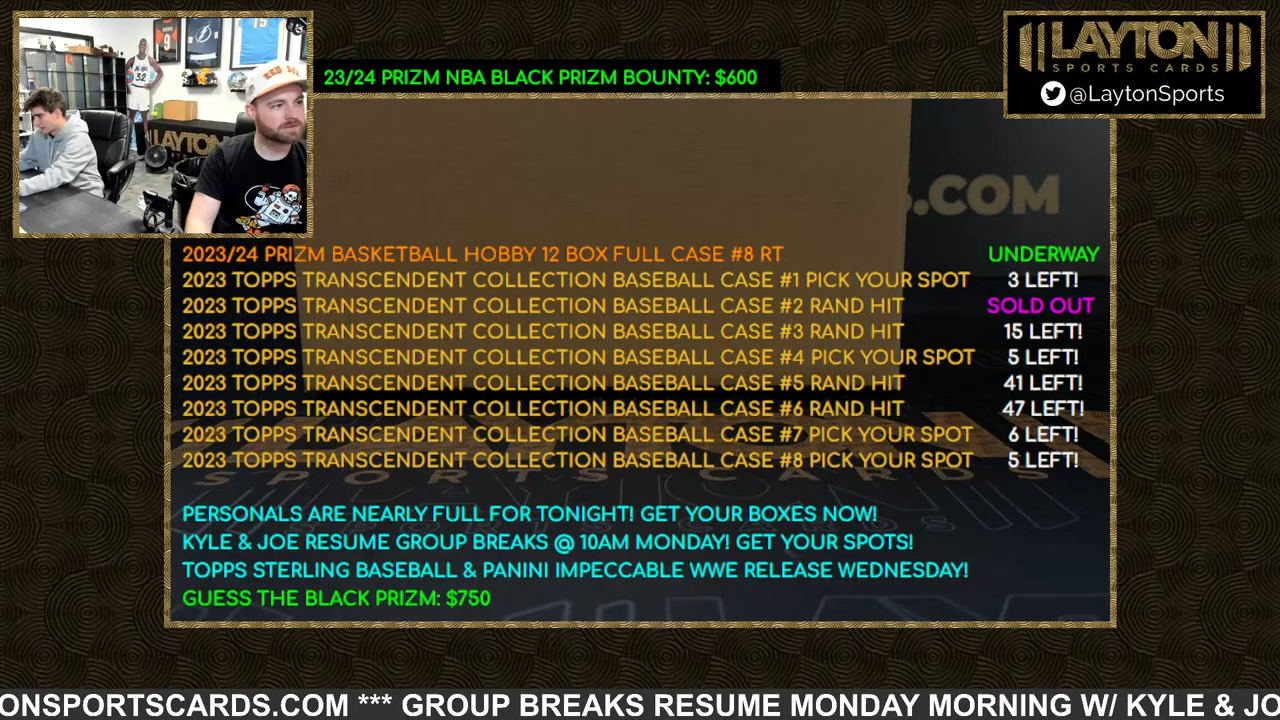 23/24 PRIZM NBA BLACK PRIZM BOUNTY: $600
LAYTON
SPORTS CARDS
@LaytonSports
LAYTON
32
9
.COM
2023/24 PRIZM BASKETBALL HOBBY 12 BOX FULL CASE #8 RT UNDERWAY
2023 TOPPS TRANSCENDENT COLLECTION BASEBALL CASE #1 PICK YOUR SPOT 3 LEFT!
2023 TOPPS TRANSCENDENT COLLECTION BASEBALL CASE #2 RAND HIT SOLD OUT
2023 TOPPS TRANSCENDENT COLLECTION BASEBALL CASE #3 RAND HIT 15 LEFT!
2023 TOPPS TRANSCENDENT COLLECTION BASEBALL CASE #4 PICK YOUR SPOT 5 LEFT!
2023 TOPPS TRANSCENDENT COLLECTION BASEBALL CASE #5 RAND HIT 41 LEFT!
2023 TOPPS TRANSCENDENT COLLECTION BASEBALL CASE #6 RAND HIT 47 LEFT!
2023 TOPPS TRANSCENDENT COLLECTION BASEBALL CASE #7 PICK YOUR SPOT 6 LEFT!
2023 TOPPS TRANSCENDENT COLLECTION BASEBALL CASE #8 PICK YOUR SPOT 5 LEFT!
SPORTS CARDS
PERSONALS ARE NEARLY FULL FOR TONIGHT! GET YOUR BOXES NOW!
KYLE & JOE RESUME GROUP BREAKS @ 10AM MONDAY! GET YOUR SPOTS!
TOPPS STERLING BASEBALL & PANINI IMPECCABLE WWE RELEASE WEDNESDAY!
GUESS THE BLACK PRIZM: $750
ONSPORTSCARDS.COM *** GROUP BREAKS RESUME MONDAY MORNING W/ KYLE & JO